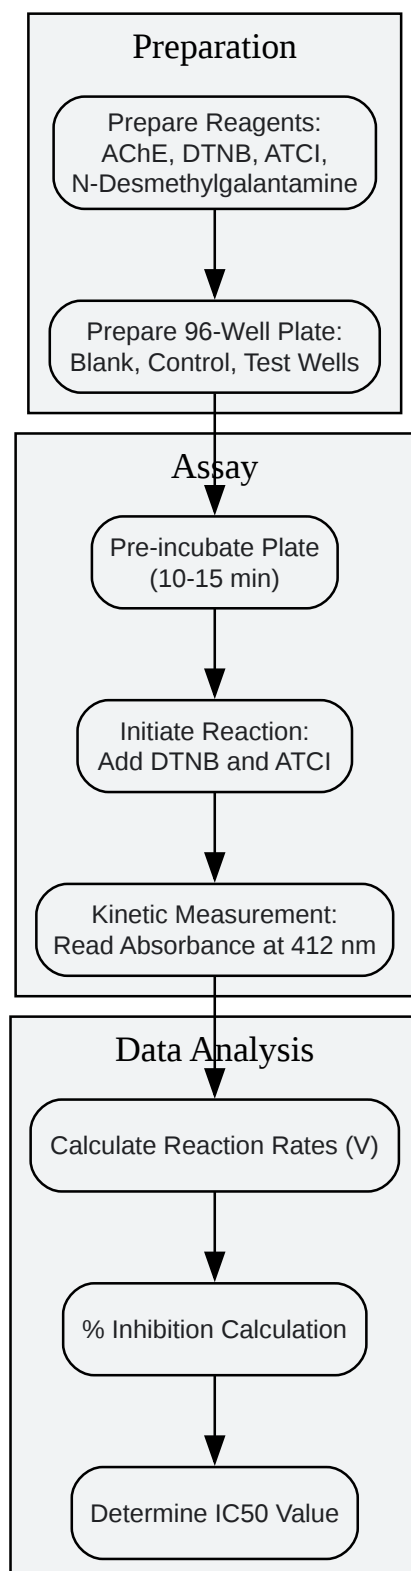 Preparation
Prepare Reagents:
AChE, DTNB, ATCI,
N-Desmethylgalantamine
Prepare 96-Well Plate:
Blank, Control, Test Wells
Assay
Pre-incubate Plate
(10-15 min)
Initiate Reaction:
Add DTNB and ATCI
Kinetic Measurement:
Read Absorbance at 412 nm
Data Analysis
Calculate Reaction Rates (V)
% Inhibition Calculation
Determine IC50 Value